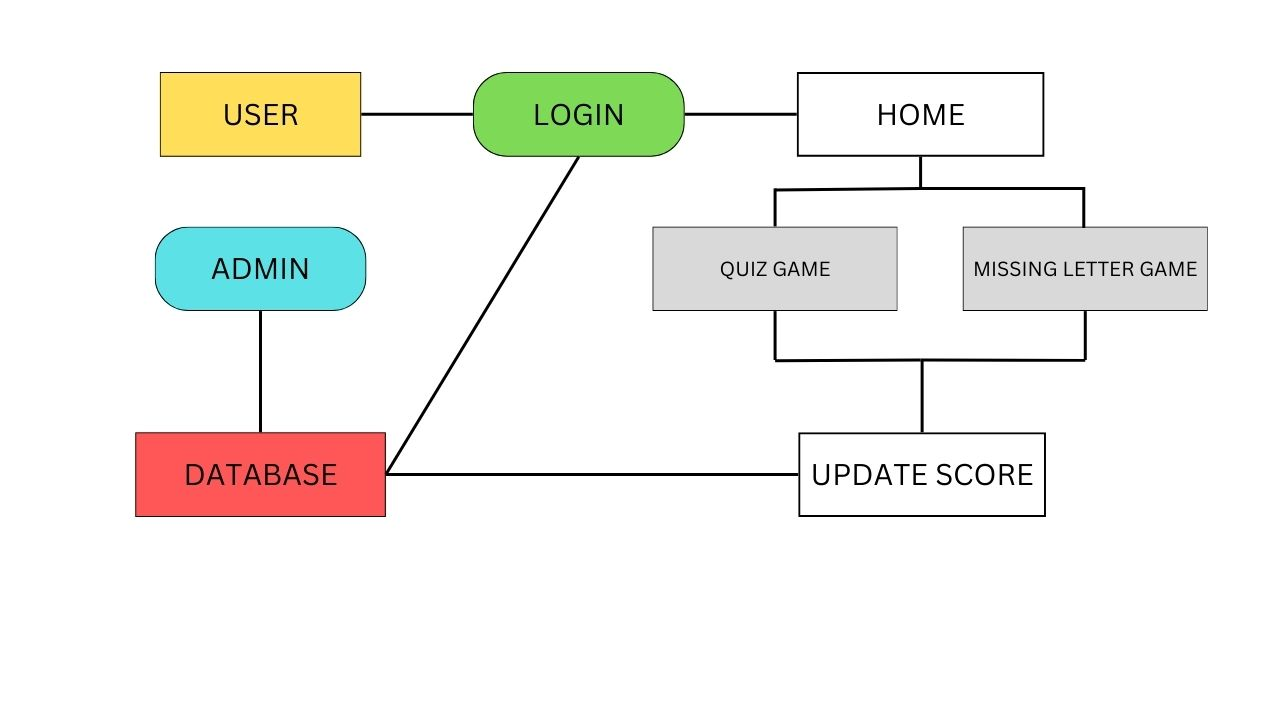 USER
LOGIN
HOME
ADMIN
QUIZ GAME
MISSING LETTER GAME
DATABASE
UPDATE SCORE